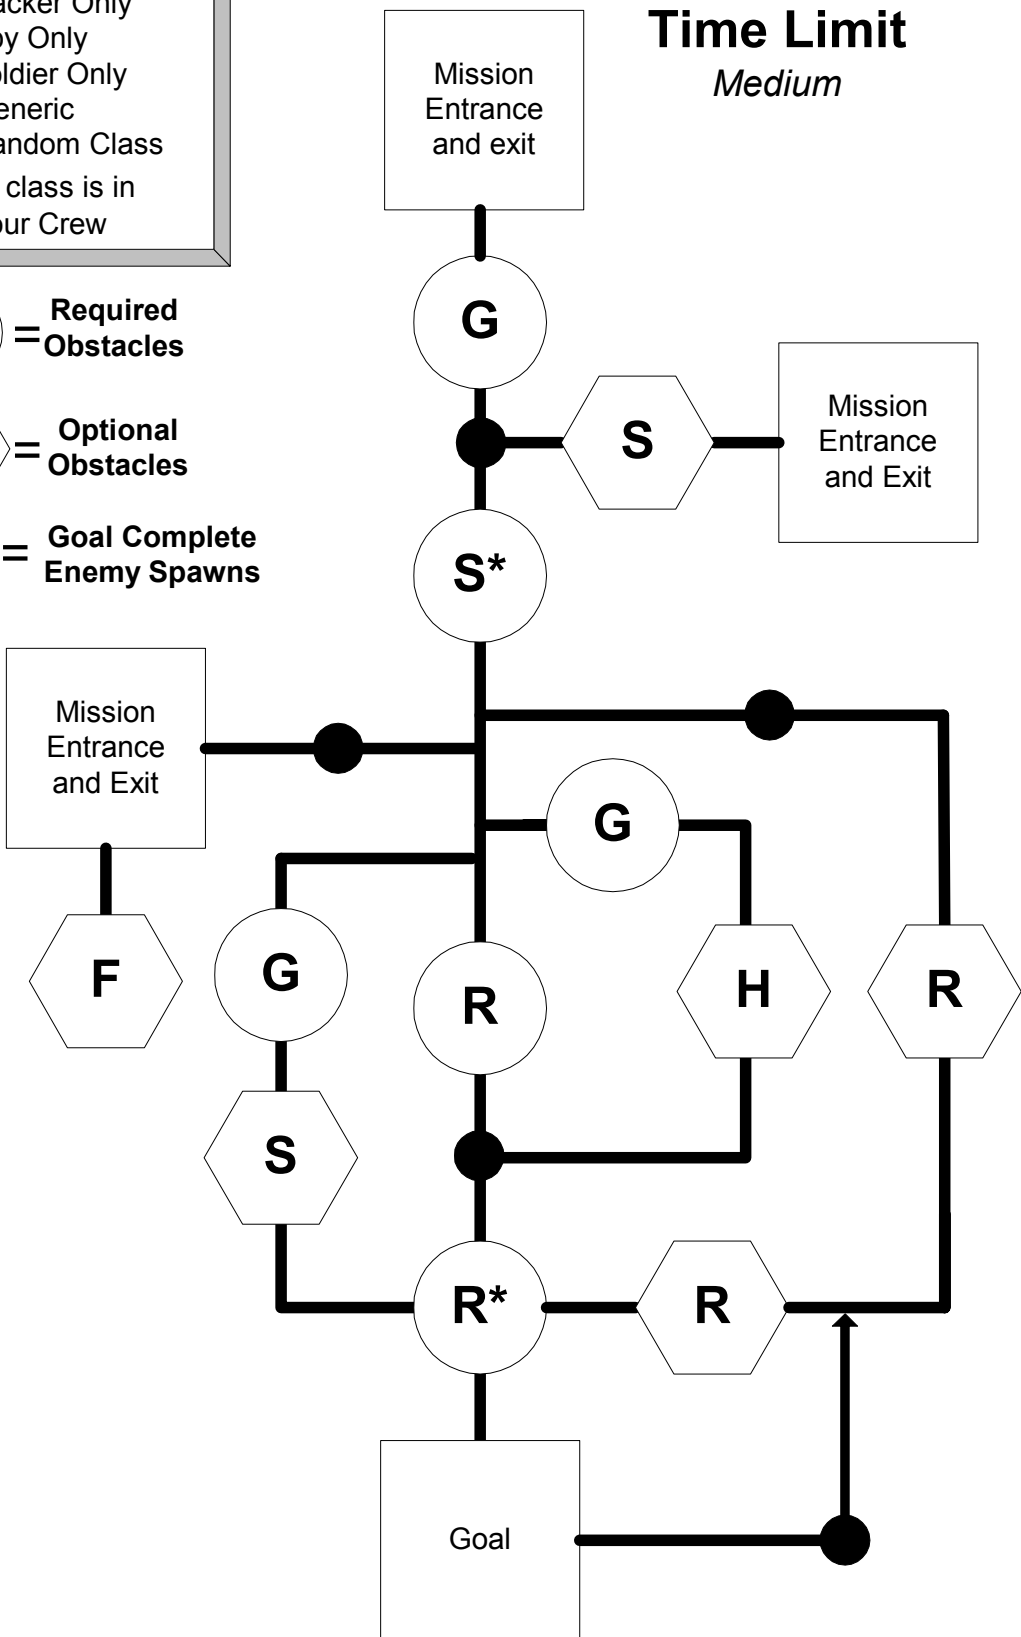 acker Only
by Only
oldier Only
eneric
andom Class
class is in
our Crew
Time Limit
Medium
Mission
Entrance
and exit
= Required
Obstacles
= Optional
Obstacles
= Goal Complete
Enemy Spawns
G
S
Mission
Entrance
and Exit
S*
Mission
Entrance
and Exit
G
F
G
R
H
R
S
R*
R
Goal